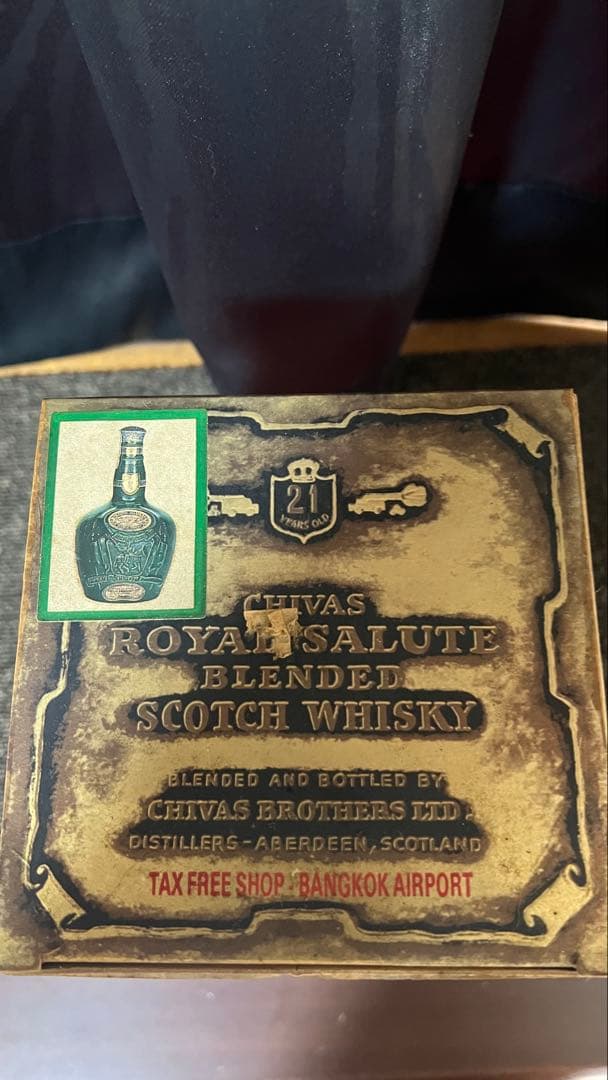 21
YEARS OLD
CHIVAS
ROYAL SALUTE
BLENDED
SCOTCH WHISKY
BLENDED AND BOTTLED BY
CHIVAS BROTHERS LTD.
DISTILLERS-ABERDEEN, SCOTLAND
TAX FREE SHOP - BANGKOK AIRPORT